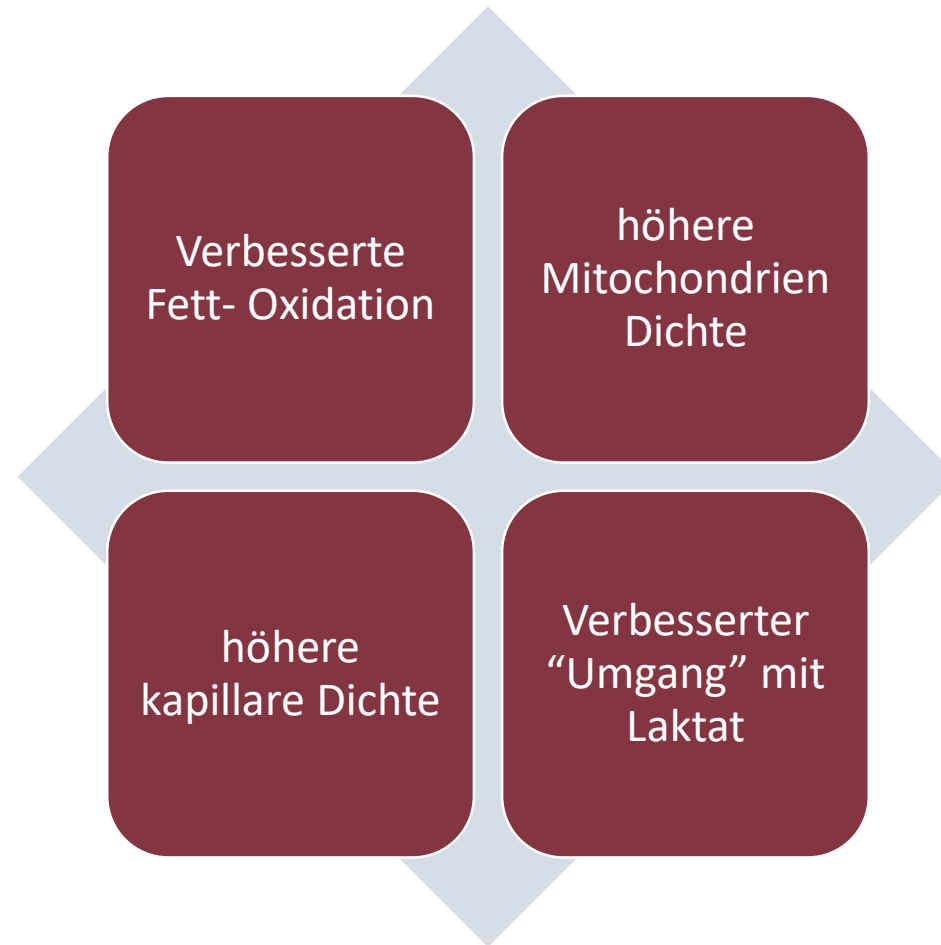 Verbesserte
Fett- Oxidation
höhere
Mitochondrien
Dichte
höhere
kapillare Dichte
Verbesserter
“Umgang” mit
Laktat